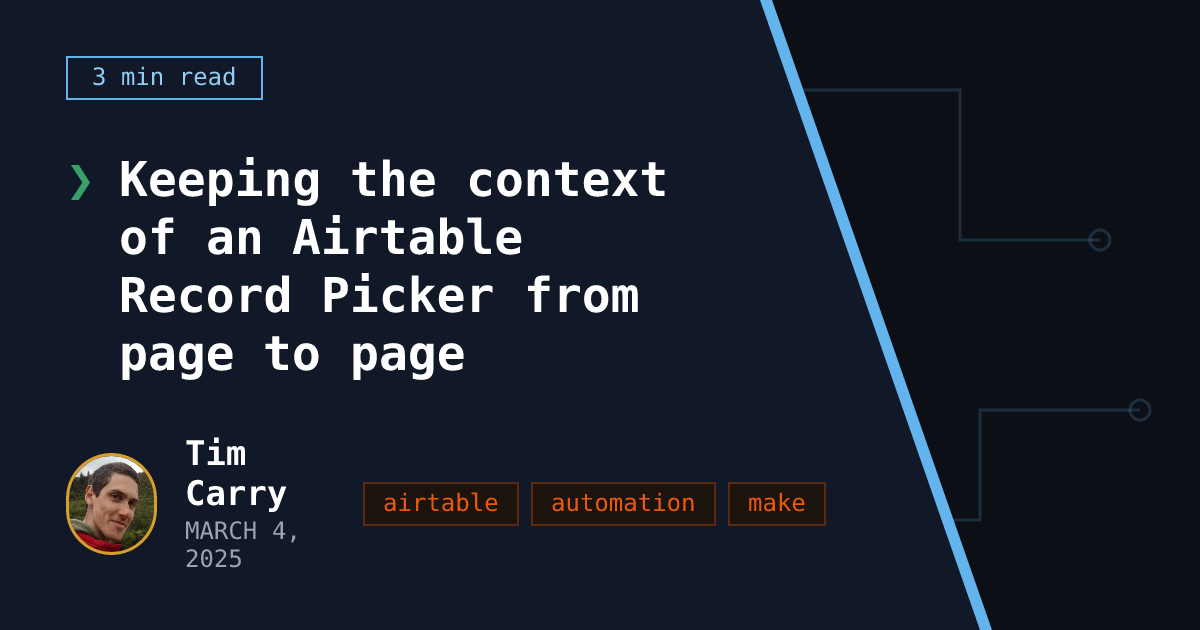 3 min read
❯ Keeping the context
of an Airtable
Record Picker from
page to page
Tim
Carry
MARCH 4,
2025
airtable automation make